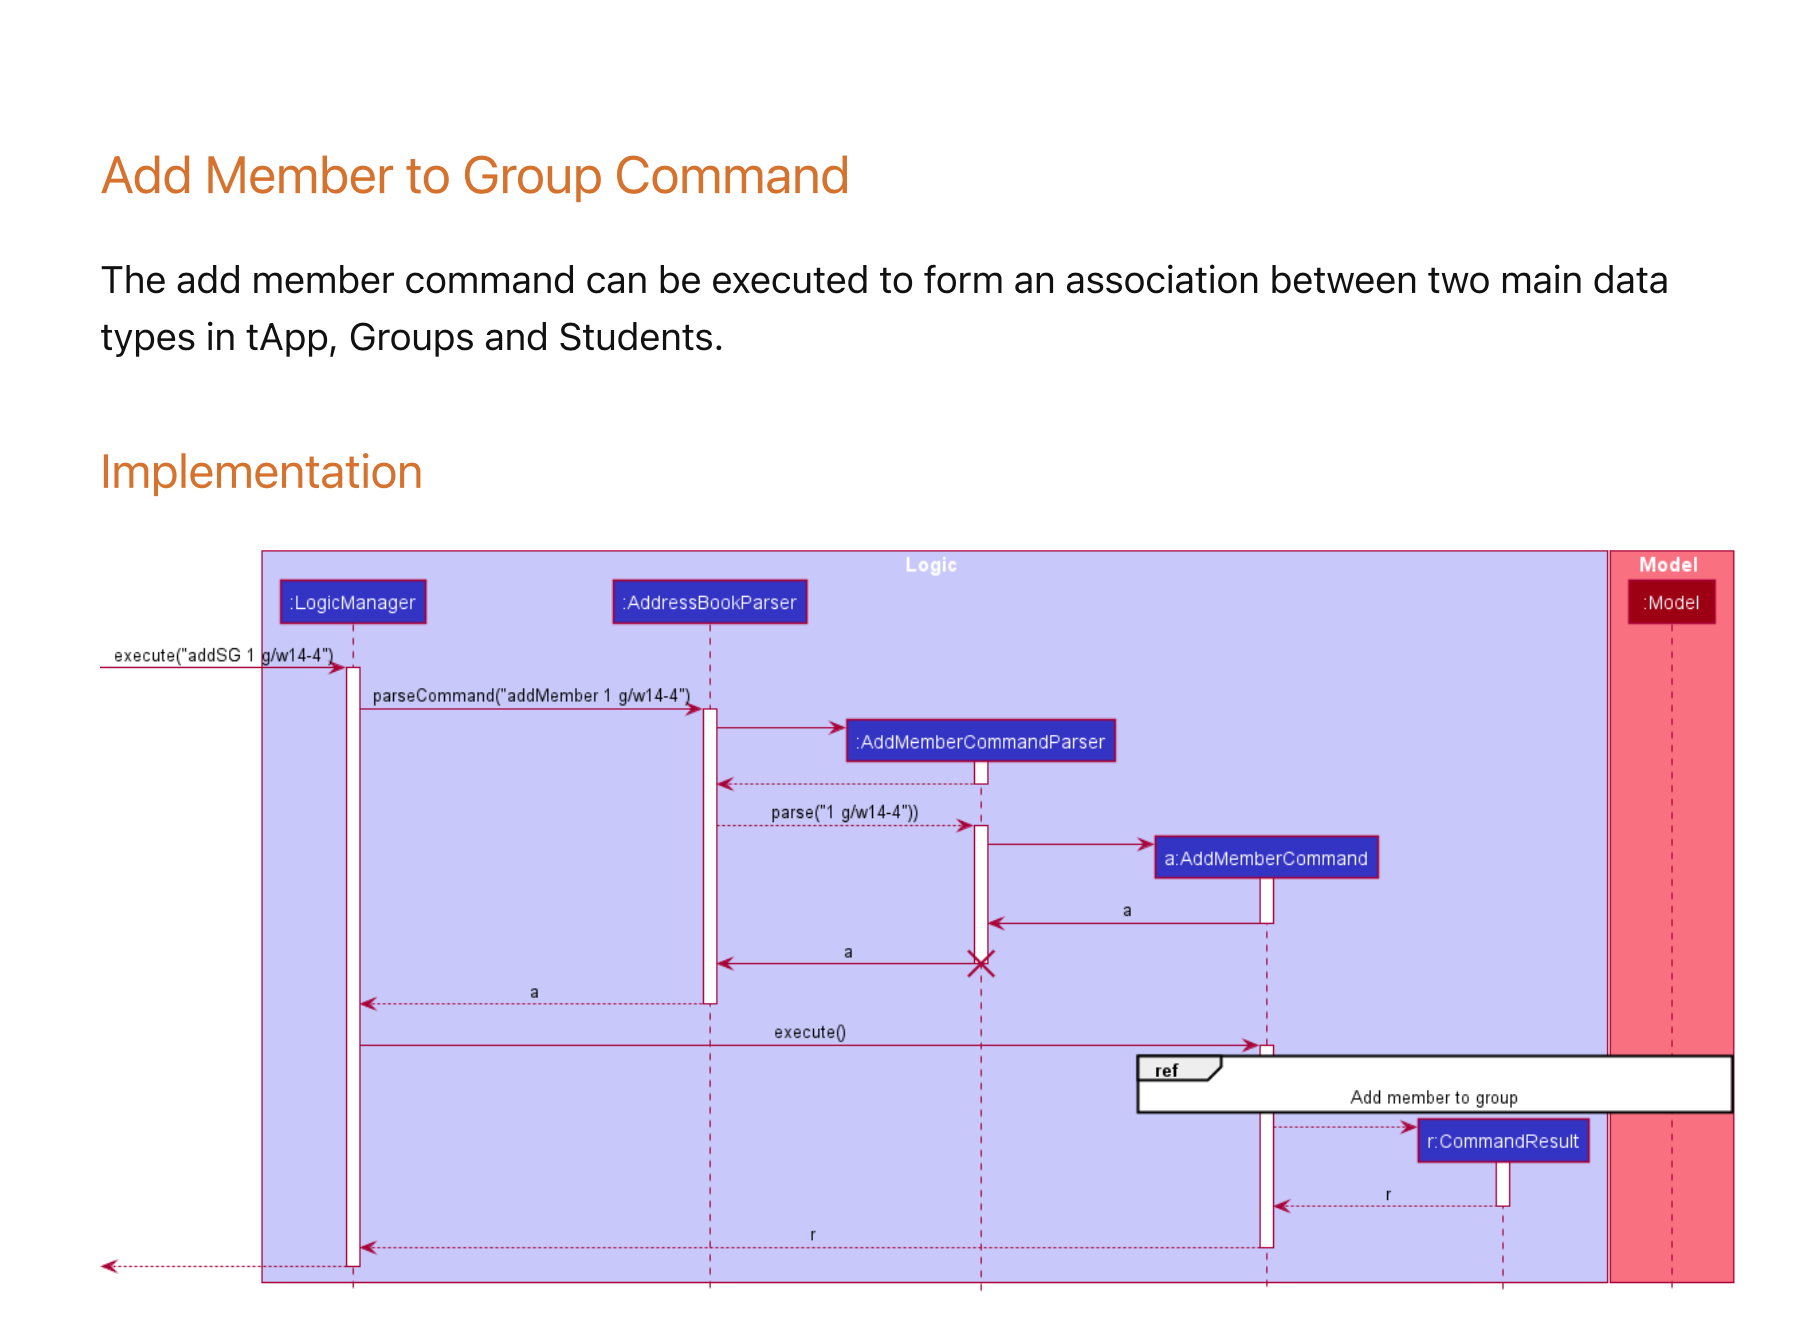 Add Member to Group Command
The add member command can be executed to form an association between two main data
types in tApp, Groups and Students.
Implementation
Logic
Model
:LogicManager
:AddressBookParser
:Model
execute("addSG 1 g/w14-4")
parseCommand("addMember 1 g/w14-4")
:AddMemberCommandParser
parse("1 g/w14-4"))
a:AddMemberCommand
a
a
a
execute()
ref
Add member to group
r:CommandResult
r
r